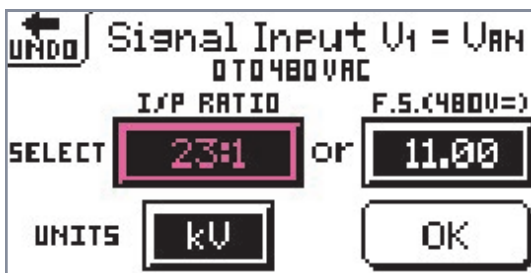 UNDO Signal Input V1 = VAN
0 TO 480 VAC
I/P RATIO F.S.(480V=)
SELECT 23:1 or 11.00
UNITS kV OK